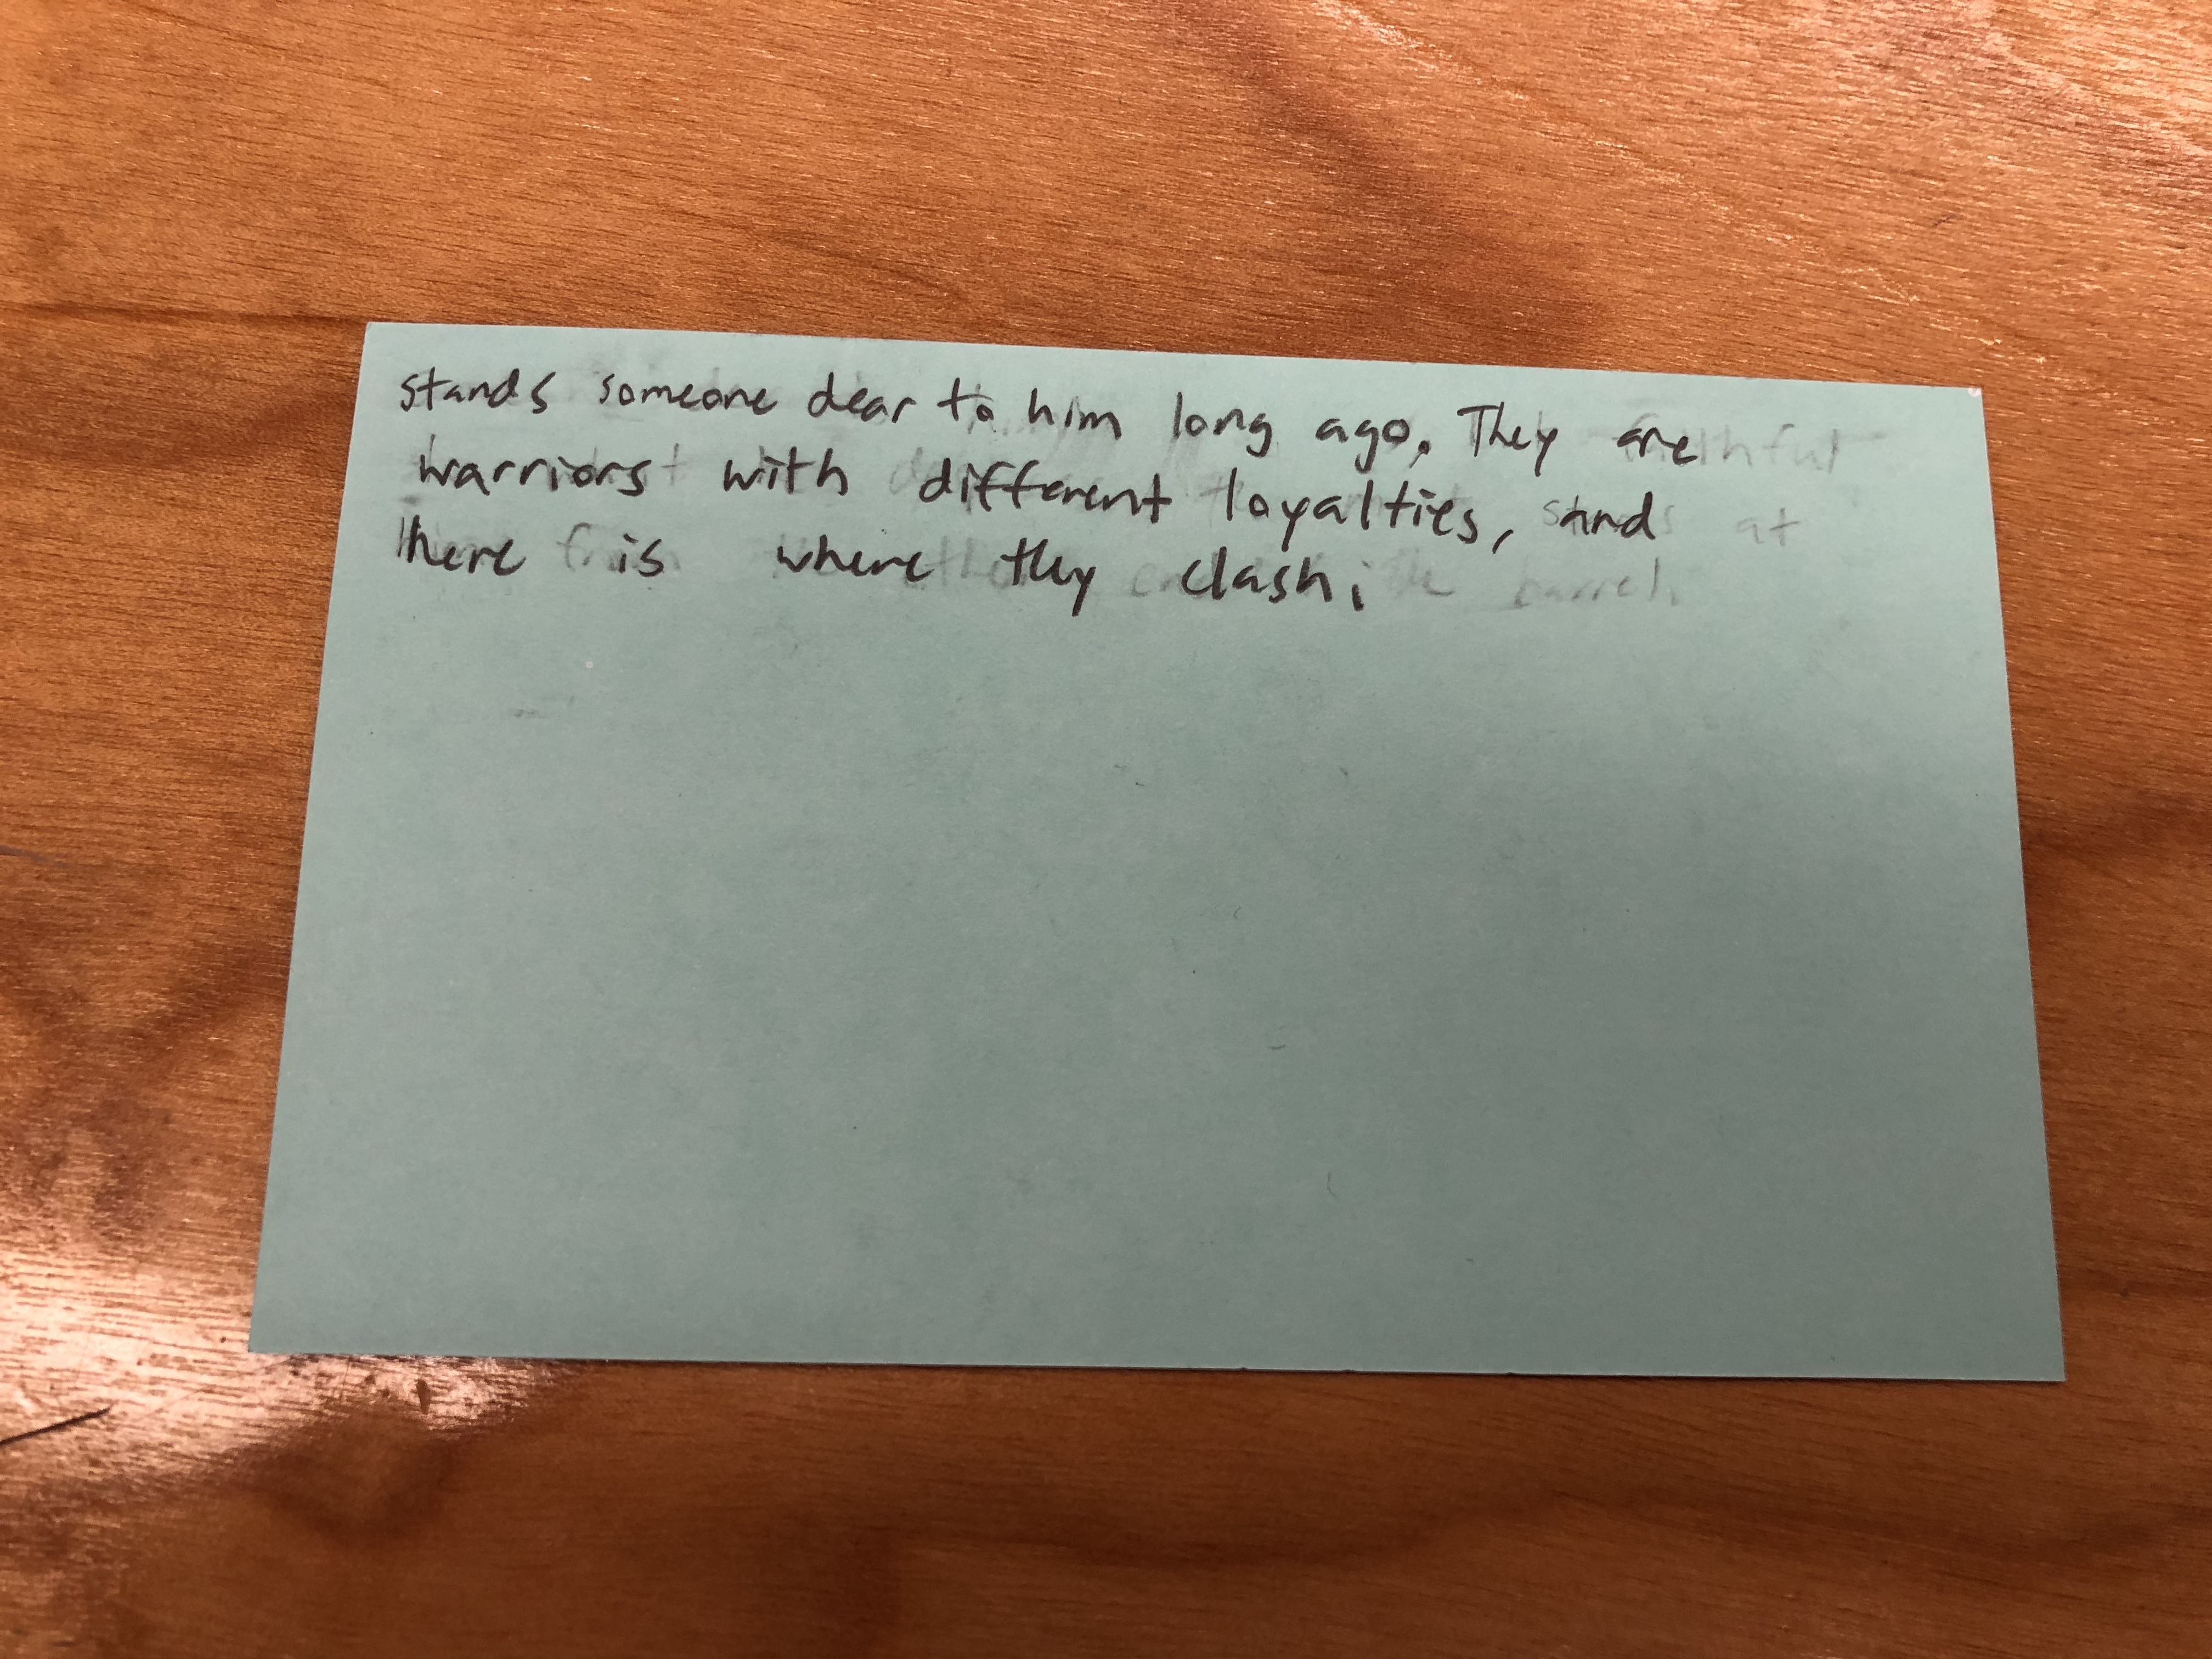 stands someone dear to him long ago. They are
warriors with different loyalties, and
here is where they clash.